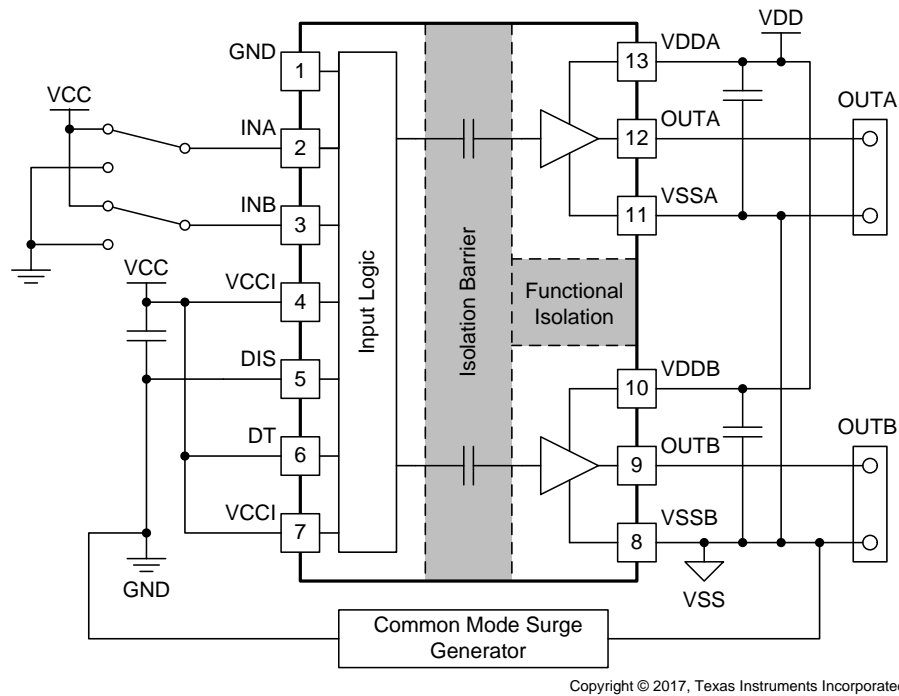 VDD
GND
1
VDDA
13
VCC
INA
2
OUTA
12
OUTA
INB
3
VSSA
11
VCC
VCCI
4
Input Logic
Isolation Barrier
Functional
Isolation
DIS
5
VDDB
10
DT
6
OUTB
9
OUTB
VCCI
7
VSSB
8
GND
VSS
Common Mode Surge
Generator
Copyright © 2017, Texas Instruments Incorporated